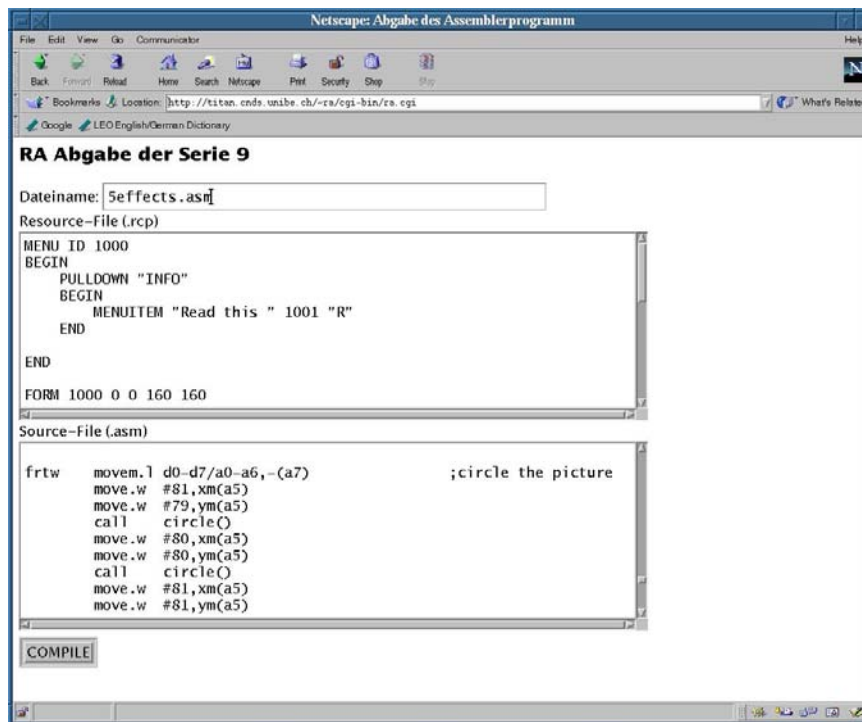 Netscape: Abgabe des Assemblerprogramm
File Edit View Go Communicator Help
Back Forward Reload Home Search Netscape Print Security Shop Stop
N
Bookmarks Location: http://titan.cnds.unibe.ch/~ra/cgi-bin/ra.cgi What's Relate
Google LEO English/German Dictionary
RA Abgabe der Serie 9
Dateiname: 5effects.asm
Resource-File (.rcp)
MENU ID 1000
BEGIN
PULLDOWN "INFO"
BEGIN
MENUITEM "Read this " 1001 "R"
END
END
FORM 1000 0 0 160 160
Source-File (.asm)
frtw movem.l d0-d7/a0-a6,-(a7) ;circle the picture
move.w #81,xm(a5)
move.w #79,ym(a5)
call circle()
move.w #80,xm(a5)
move.w #80,ym(a5)
call circle()
move.w #81,xm(a5)
move.w #81,ym(a5)
COMPILE